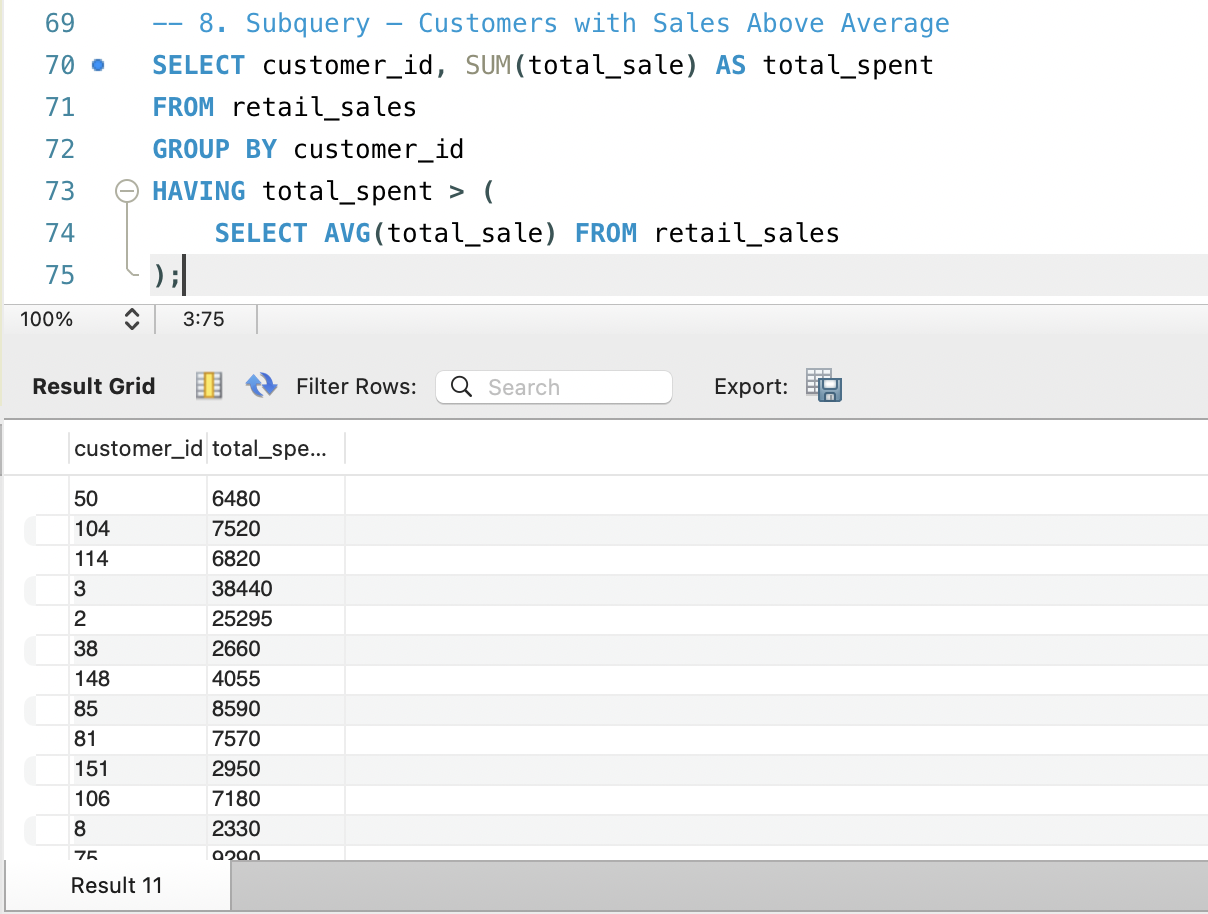 69 -- 8. Subquery – Customers with Sales Above Average
70 SELECT customer_id, SUM(total_sale) AS total_spent
71 FROM retail_sales
72 GROUP BY customer_id
73 HAVING total_spent > (
74 SELECT AVG(total_sale) FROM retail_sales
75 );
100% 3:75
Result Grid Filter Rows: Search Export:
customer_id total_spe...
50 6480
104 7520
114 6820
3 38440
2 25295
38 2660
148 4055
85 8590
81 7570
151 2950
106 7180
8 2330
75 9290
Result 11